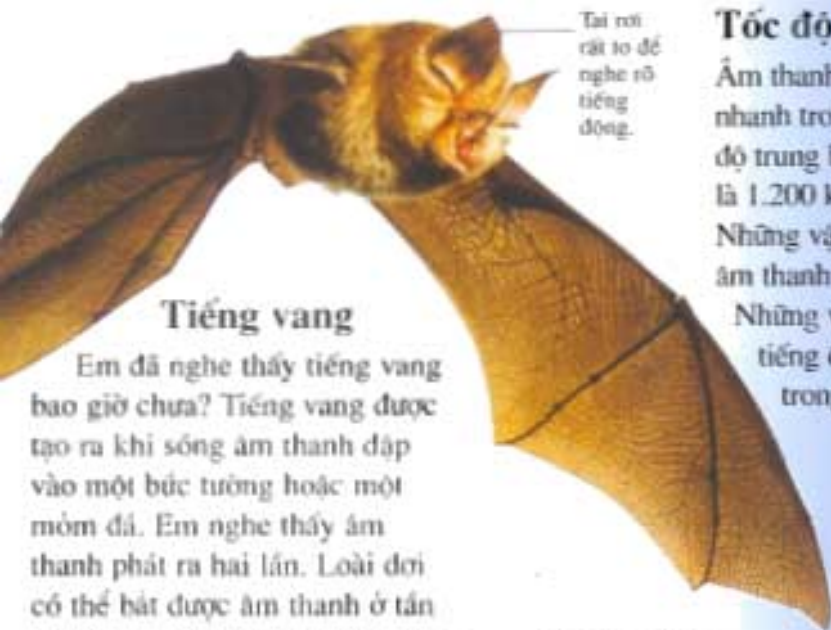 Tai rơi
rất to để
nghe rõ
tiếng
động.
Tiếng vang
Em đã nghe thấy tiếng vang
bao giờ chưa? Tiếng vang được
tạo ra khi sóng âm thanh đập
vào một bức tường hoặc một
mỏm đá. Em nghe thấy âm
thanh phát ra hai lần. Loài dơi
có thể bắt được âm thanh ở tần
Tốc độ
Âm thanh
nhanh tro
độ trung
là 1.200 k
Những vậ
âm thanh
Những
tiếng
tron